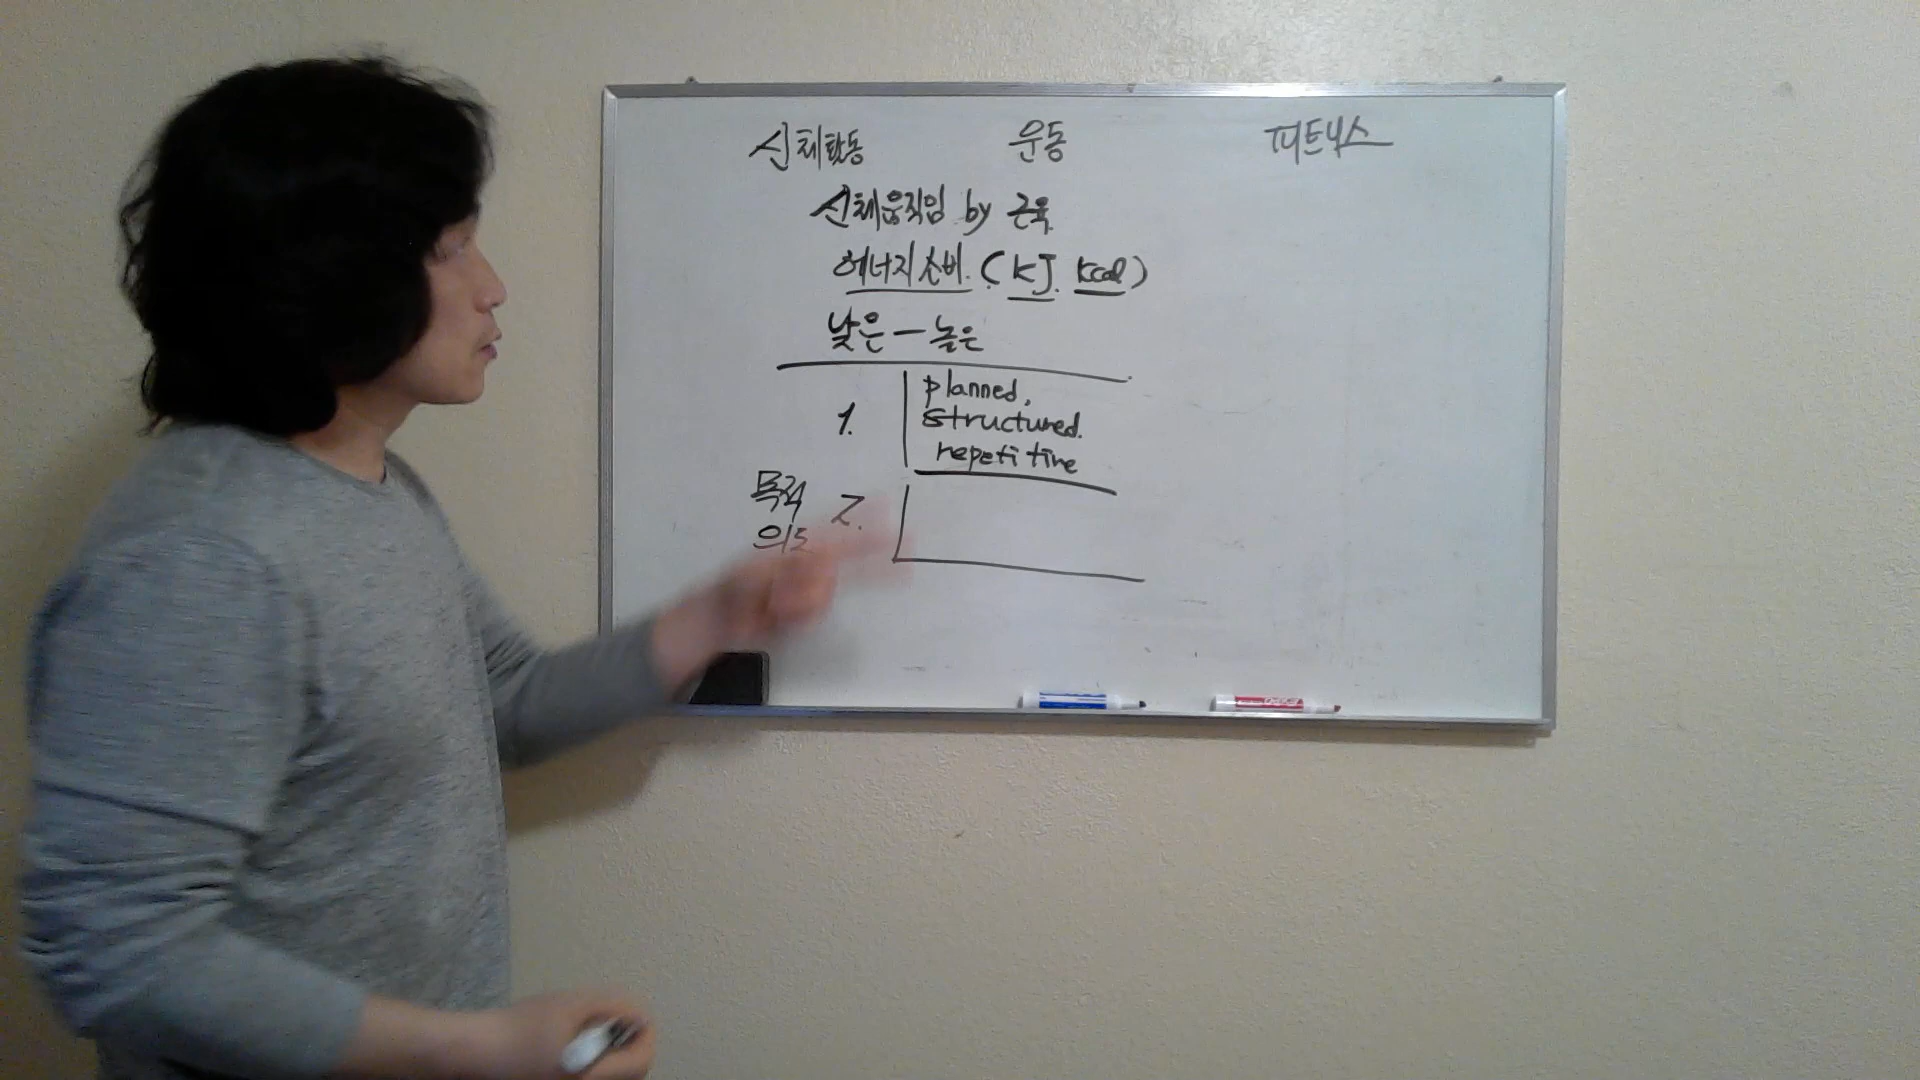 신체활동 운동 피트니스
신체움직임 by 근육
에너지소비. (KJ. Kcal)
낮은 — 높은
1. planned,
structured.
repetitive
목적 2.
의도
EXPO